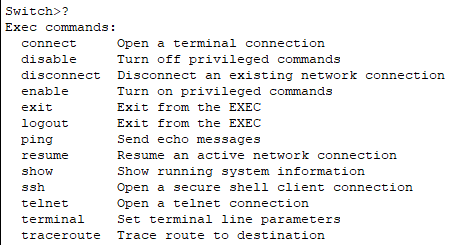 Switch>?
Exec commands:
  connect     Open a terminal connection
  disable     Turn off privileged commands
  disconnect  Disconnect an existing network connection
  enable      Turn on privileged commands
  exit        Exit from the EXEC
  logout      Exit from the EXEC
  ping        Send echo messages
  resume      Resume an active network connection
  show        Show running system information
  ssh         Open a secure shell client connection
  telnet      Open a telnet connection
  terminal    Set terminal line parameters
  traceroute  Trace route to destination